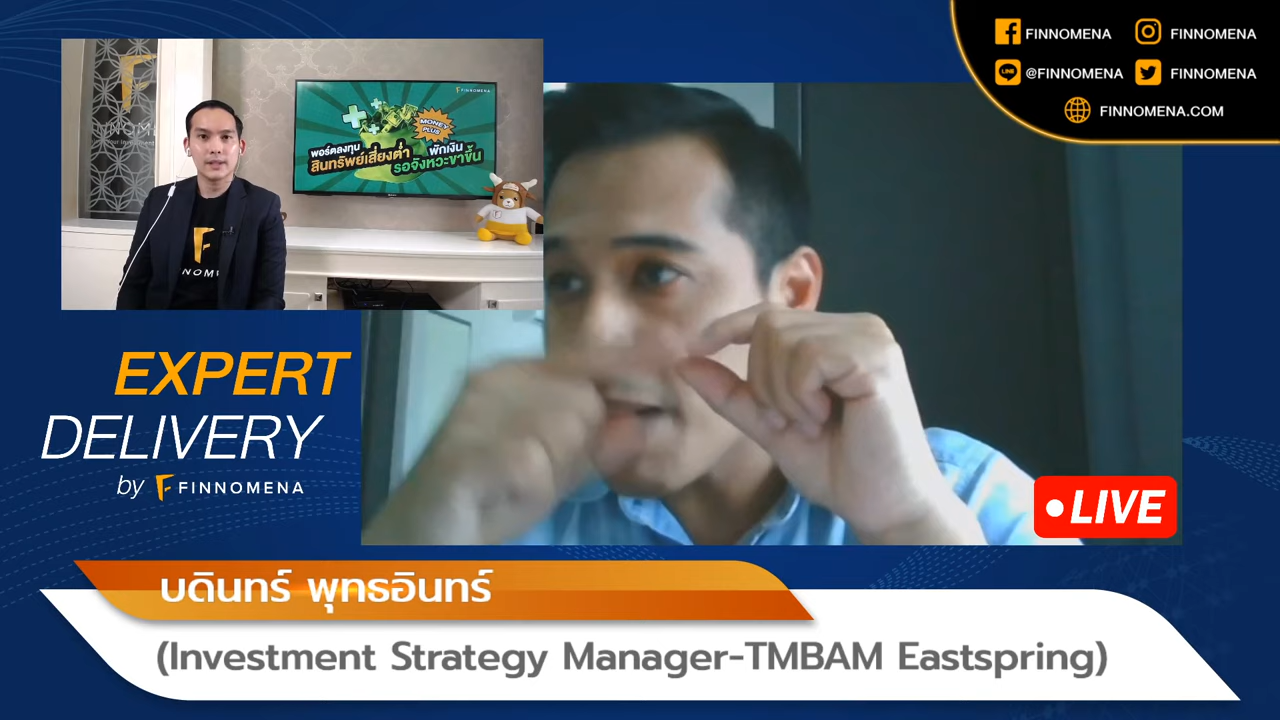 FINNOMENA
FINNOMENA
@FINNOMENA
FINNOMENA
FINNOMENA.COM
FINNOMENA
MONEY
PLUS
พอร์ตลงทุน
สินทรัพย์เสี่ยงต่ำ
พักเงิน
รอจังหวะขาขึ้น
EXPERT
DELIVERY
by FINNOMENA
LIVE
บดินทร์ พุทธอินทร์
(Investment Strategy Manager-TMBAM Eastspring)